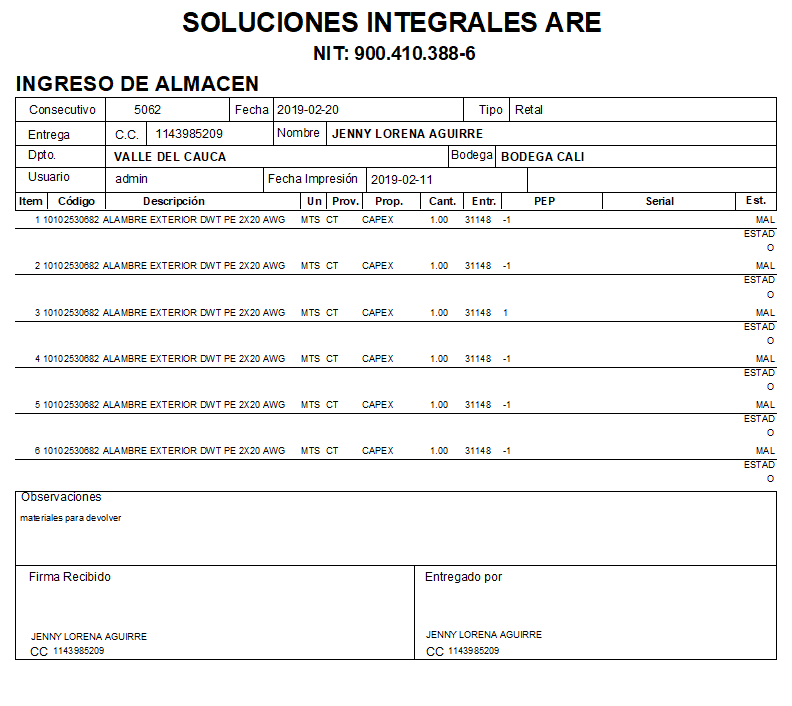 SOLUCIONES INTEGRALES ARE
NIT: 900.410.388-6
INGRESO DE ALMACEN
Consecutivo 5062 Fecha 2019-02-20 Tipo Retal
Entrega C.C. 1143985209 Nombre JENNY LORENA AGUIRRE
Dpto. VALLE DEL CAUCA Bodega BODEGA CALI
Usuario admin Fecha Impresión 2019-02-11
Item Código Descripción Un Prov. Prop. Cant. Entr. PEP Serial Est.
1 10102530682 ALAMBRE EXTERIOR DWT PE 2X20 AWG MTS CT CAPEX 1.00 31148 -1 MAL
ESTAD
O
2 10102530682 ALAMBRE EXTERIOR DWT PE 2X20 AWG MTS CT CAPEX 1.00 31148 -1 MAL
ESTAD
O
3 10102530682 ALAMBRE EXTERIOR DWT PE 2X20 AWG MTS CT CAPEX 1.00 31148 1 MAL
ESTAD
O
4 10102530682 ALAMBRE EXTERIOR DWT PE 2X20 AWG MTS CT CAPEX 1.00 31148 -1 MAL
ESTAD
O
5 10102530682 ALAMBRE EXTERIOR DWT PE 2X20 AWG MTS CT CAPEX 1.00 31148 -1 MAL
ESTAD
O
6 10102530682 ALAMBRE EXTERIOR DWT PE 2X20 AWG MTS CT CAPEX 1.00 31148 -1 MAL
ESTAD
O
Observaciones
materiales para devolver
Firma Recibido Entregado por
JENNY LORENA AGUIRRE JENNY LORENA AGUIRRE
CC 1143985209 CC 1143985209